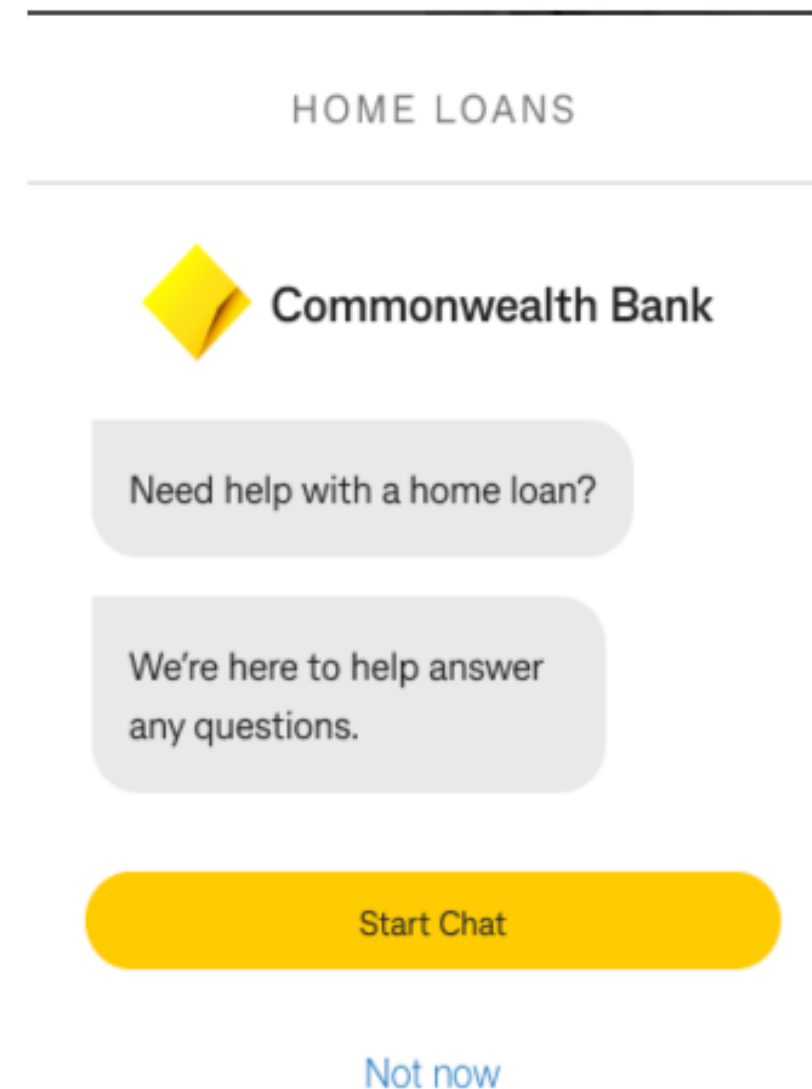 HOME LOANS
Commonwealth Bank
Need help with a home loan?
We're here to help answer
any questions.
Start Chat
Not now